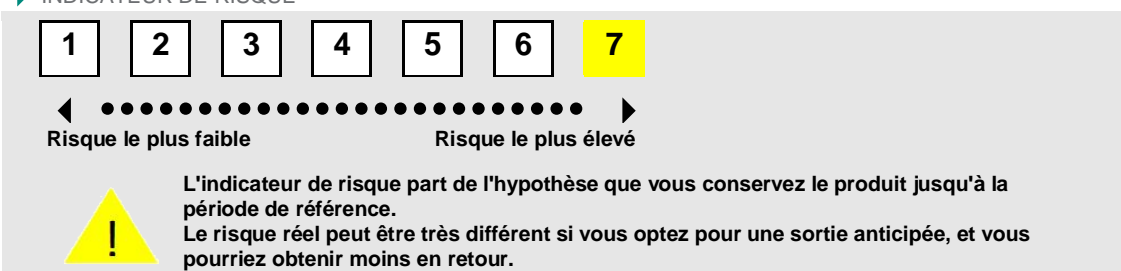 INDICATEUR DE RISQUE
1 2 3 4 5 6 7
Risque le plus faible Risque le plus élevé
L'indicateur de risque part de l'hypothèse que vous conservez le produit jusqu'à la
période de référence.
Le risque réel peut être très différent si vous optez pour une sortie anticipée, et vous
pourriez obtenir moins en retour.
!